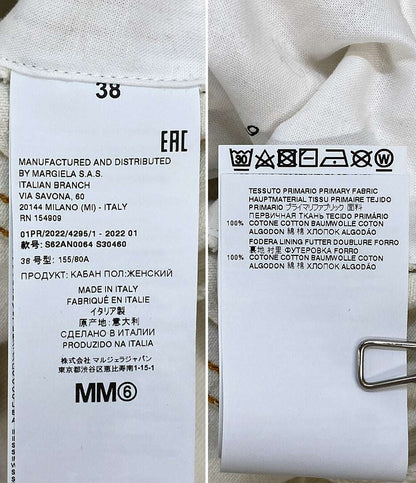 38
EAC
MANUFACTURED AND DISTRIBUTED
BY MARGIELA S.A.S.
ITALIAN BRANCH
VIA SAVONA, 60
20144 MILANO (MI) - ITALY
RN 154909
01PR/2022/4295/1 - 2022 01
款号: S62AN0064 S30460
38 号型: 155/80A
ПРОДУКТ: КАБАН ПОЛ:ЖЕНСКИЙ
MADE IN ITALY
FABRIQUÉ EN ITALIE
イタリア製
原产地:意大利
СДЕЛАНО В ИТАЛИИ
PRODUZIDO NA ITALIA
株式会社 マルジェラジャパン
東京都渋谷区恵比寿南1-15-1
MM⑥
30 W
TESSUTO PRIMARIO PRIMARY FABRIC
HAUPTMATERIAL TISSU PRIMAIRE TEJIDO
PRIMARIO プライマリファブリック 面料
ПЕРВИЧНАЯ ТКАНЬ TECIDO PRIMÁRIO
100% COTONE COTTON BAUMWOLLE COTON
ALGODON 綿 棉 ХЛОПОК ALGODÃO
FODERA LINING FUTTER DOUBLURE FORRO
裏地 衬里 ФУТЕРОВКА FORRO
100% COTONE COTTON BAUMWOLLE COTON
ALGODON 綿 棉 ХЛОПОК ALGODÃO